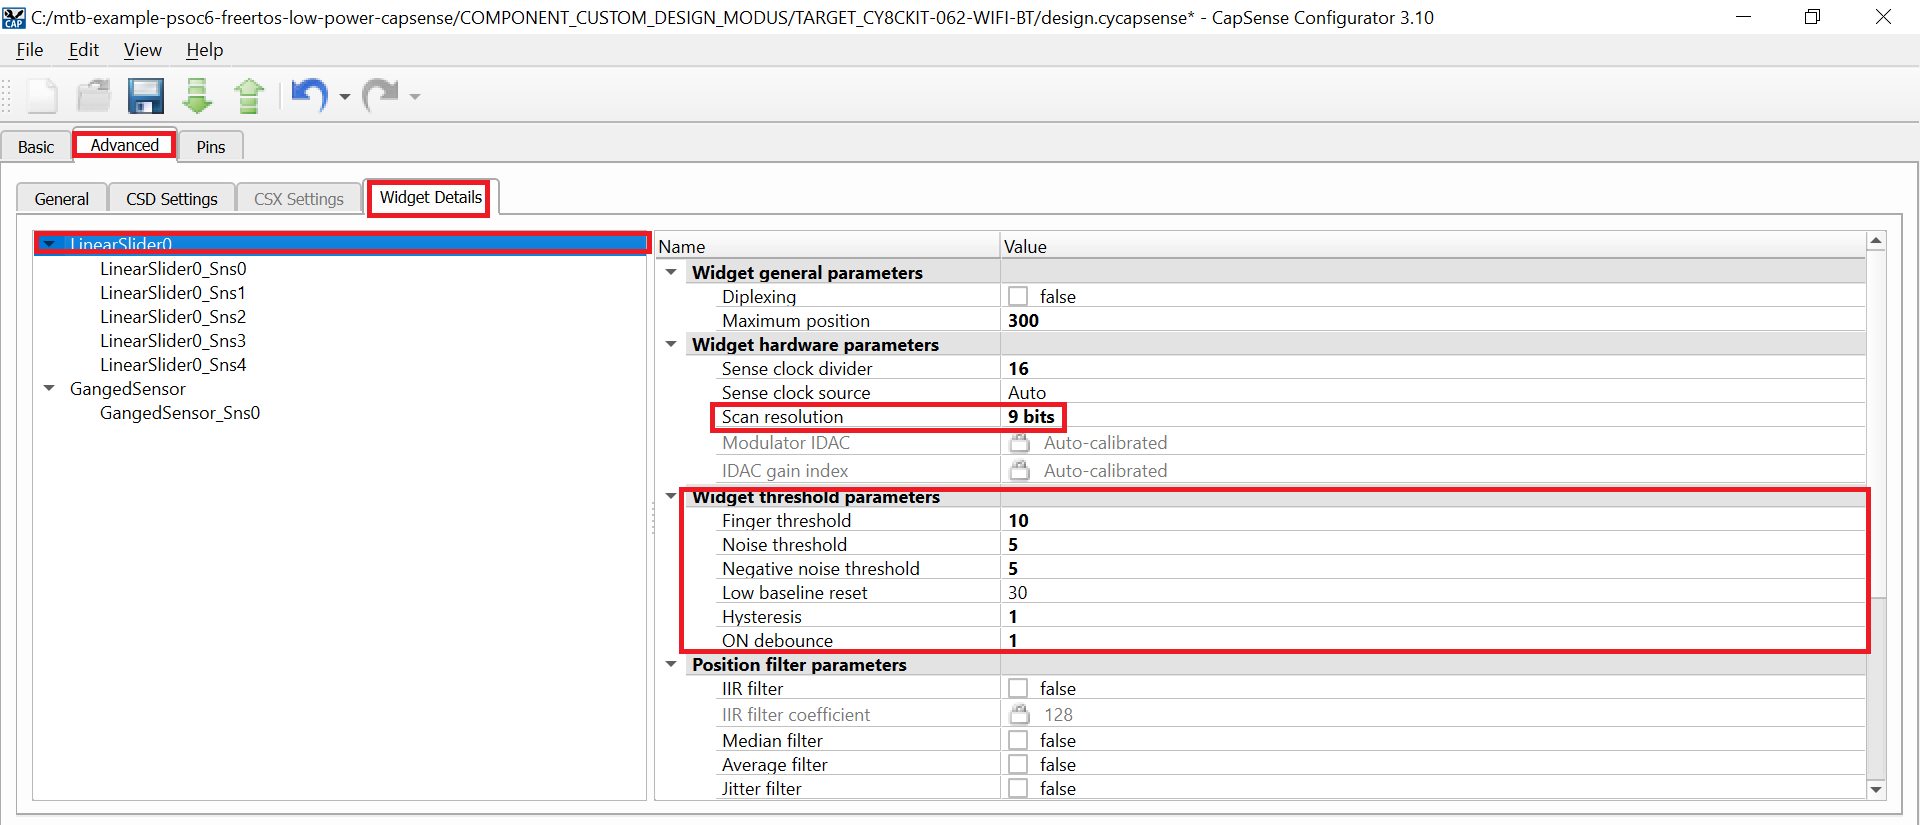 C:/mtb-example-psoc6-freertos-low-power-capsense/COMPONENT_CUSTOM_DESIGN_MODUS/TARGET_CY8CKIT-062-WIFI-BT/design.cycapsense* - CapSense Configurator 3.10
CAP
File Edit View Help
Basic Advanced Pins
General CSD Settings CSX Settings Widget Details
LinearSlider0
LinearSlider0_Sns0
LinearSlider0_Sns1
LinearSlider0_Sns2
LinearSlider0_Sns3
LinearSlider0_Sns4
GangedSensor
GangedSensor_Sns0
Name Value
Widget general parameters
Diplexing false
Maximum position 300
Widget hardware parameters
Sense clock divider 16
Sense clock source Auto
Scan resolution 9 bits
Modulator IDAC Auto-calibrated
IDAC gain index Auto-calibrated
Widget threshold parameters
Finger threshold 10
Noise threshold 5
Negative noise threshold 5
Low baseline reset 30
Hysteresis 1
ON debounce 1
Position filter parameters
IIR filter false
IIR filter coefficient 128
Median filter false
Average filter false
Jitter filter false